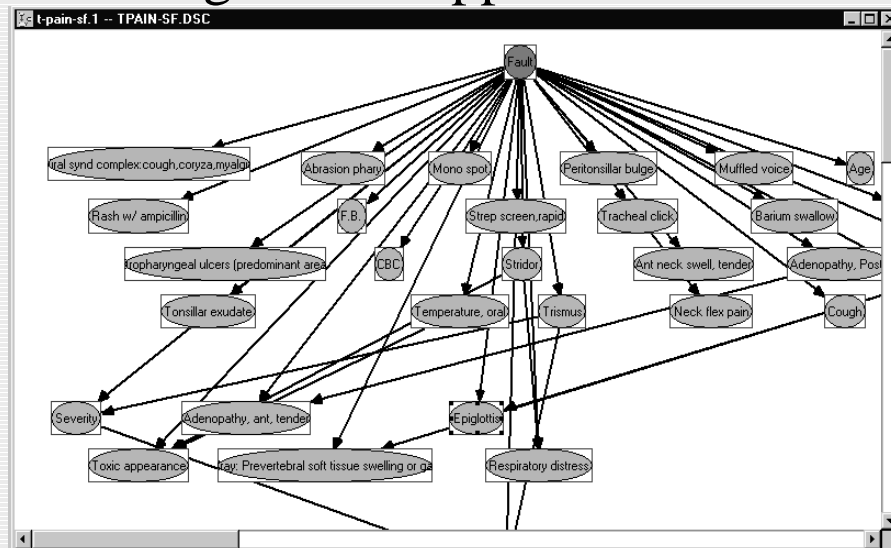 t-pain-sf.1 -- TPAIN-SF.DSC
Fault
ral synd complex:cough,coryza,myalg
Abrasion phary
Mono spot
Peritonsillar bulge
Muffled voice
Age
Rash w/ ampicillin
F.B.
Strep screen,rapid
Tracheal click
Barium swallow
ropharyngeal ulcers (predominant area
CBC
Stridor
Ant neck swell, tender
Adenopathy, Post
Tonsillar exudate
Temperature, oral
Trismus
Neck flex pain
Cough
Severity
Adenopathy, ant, tender
Epiglottis
Toxic appearance
ray: Prevertebral soft tissue swelling or ga
Respiratory distress